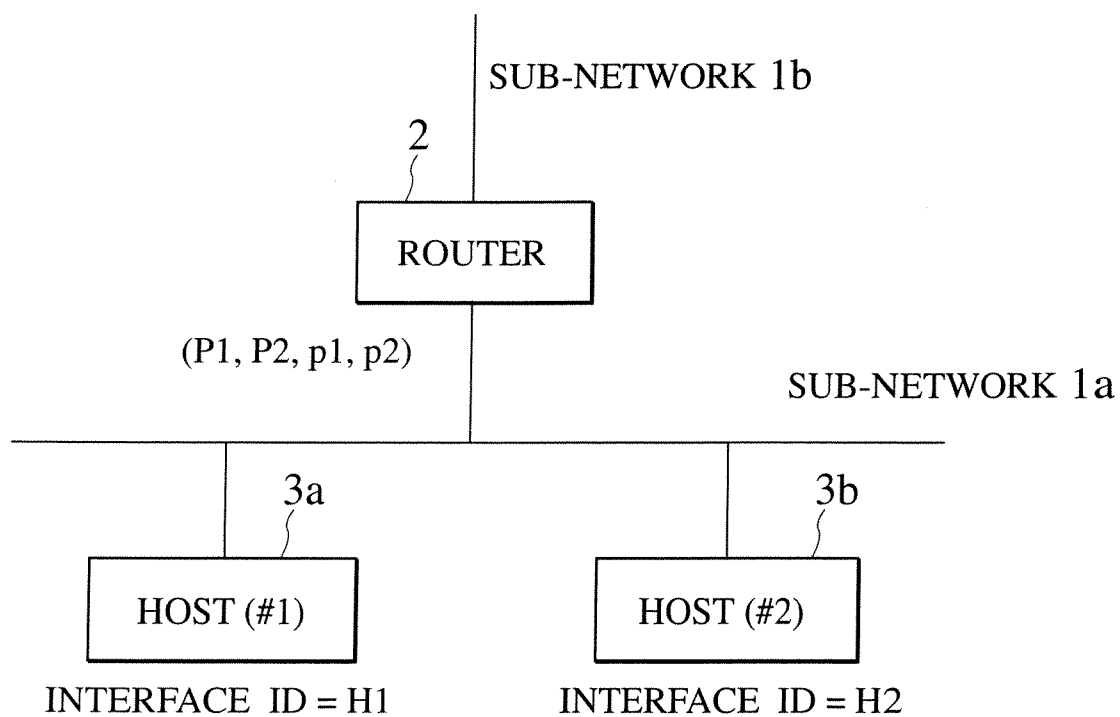 SUB-NETWORK 1b
2
ROUTER
(P1, P2, p1, p2)
SUB-NETWORK 1a
3a
3b
HOST (#1)
HOST (#2)
INTERFACE ID = H1
INTERFACE ID = H2